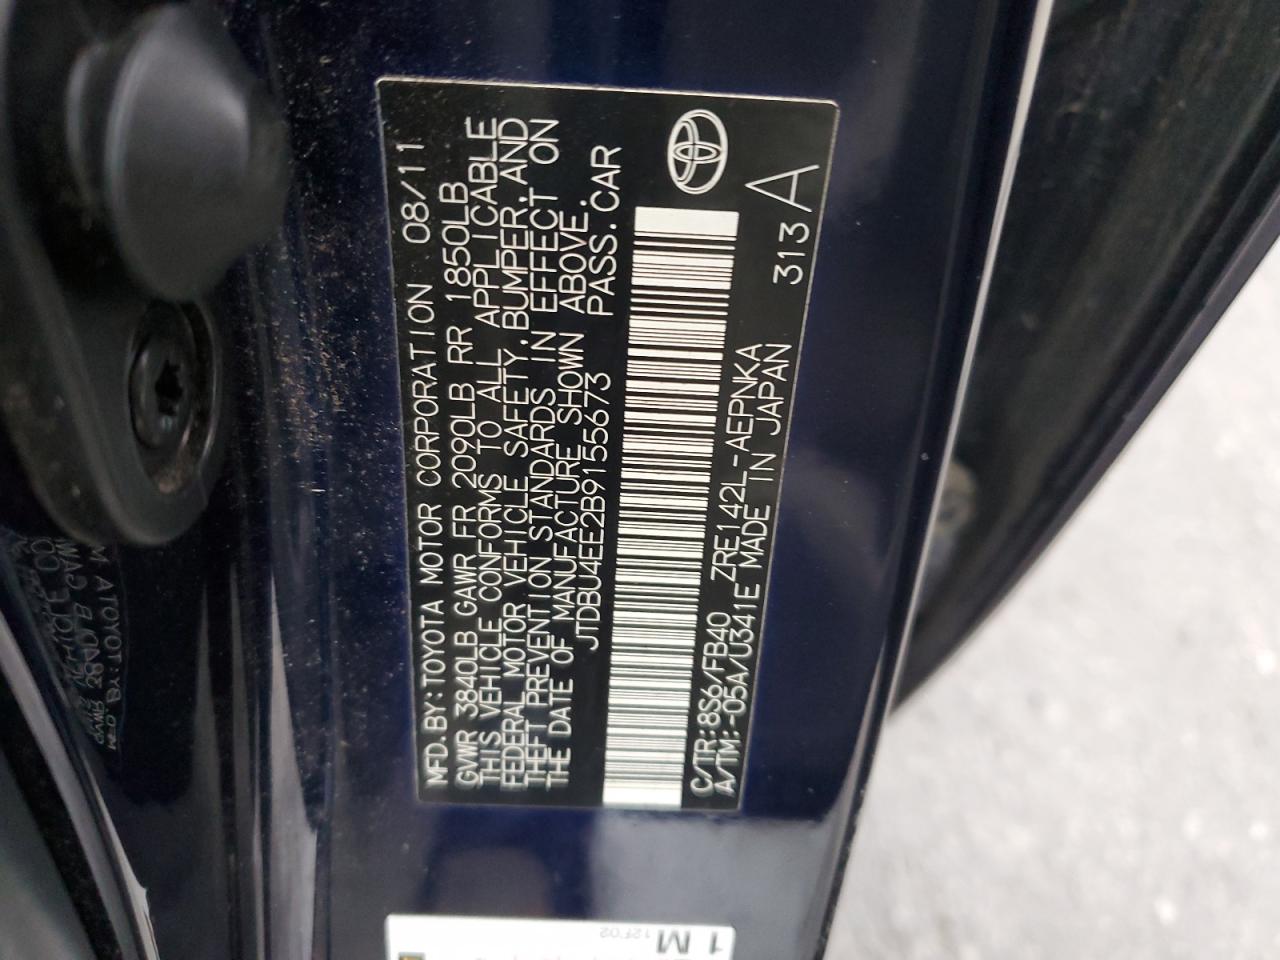 MFD.BY:TOYOTA MOTOR CORPORATION 08/11
GVWR 3840LB GAWR FR 2090LB RR 1850LB
THIS VEHICLE CONFORMS TO ALL APPLICABLE
FEDERAL MOTOR VEHICLE SAFETY,BUMPER,AND
THEFT PREVENTION STANDARDS IN EFFECT ON
THE DATE OF MANUFACTURE SHOWN ABOVE.
JTDBU4EE2B9155673 PASS.CAR
C/TR:8S6/FB40 ZRE142L-AEPNKA 313 A
A/TM:-05A/U341E MADE IN JAPAN
1M
12F02